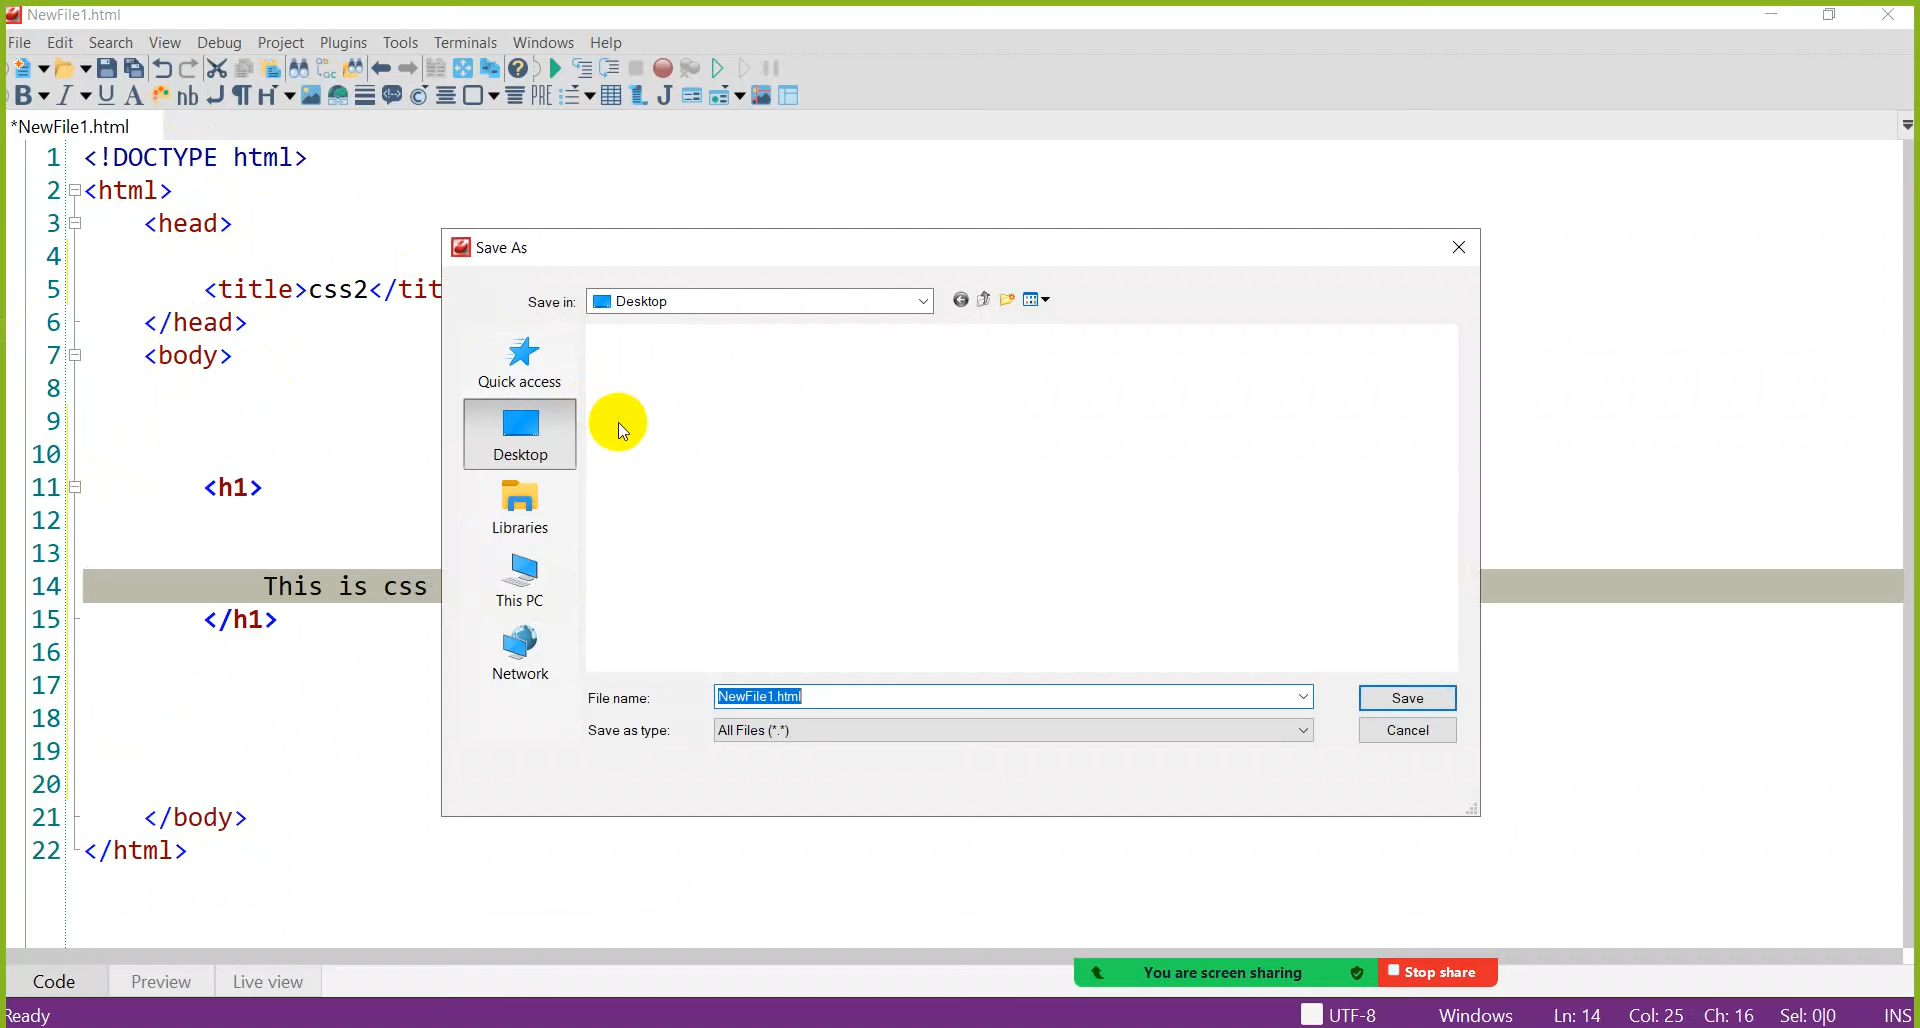 NewFile1.html
File Edit Search View Debug Project Plugins Tools Terminals Windows Help
*NewFile1.html
1 <!DOCTYPE html>
2 <html>
3 <head>
4
5 <title>css2</tit
6 </head>
7 <body>
8
9
10
11 <h1>
12
13
14 This is css
15 </h1>
16
17
18
19
20
21 </body>
22 </html>
Save As
Save in: Desktop
Quick access
Desktop
Libraries
This PC
Network
File name: NewFile1.html Save
Save as type: All Files (*.*) Cancel
Code Preview Live view
You are screen sharing Stop share
Ready UTF-8 Windows Ln: 14 Col: 25 Ch: 16 Sel: 0|0 INS